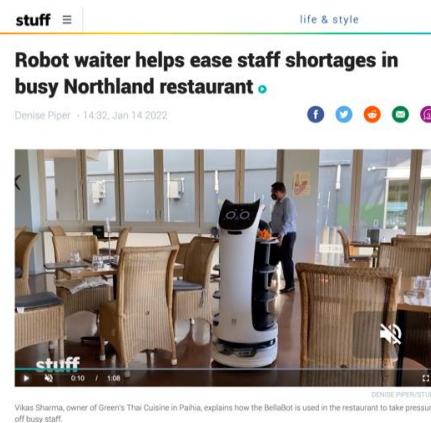 stuff
life & style
Robot waiter helps ease staff shortages in
busy Northland restaurant
Denise Piper • 14:32, Jan 14 2022
stuff
0:10 / 1:08
DENISE PIPER/STU
Vikas Sharma, owner of Green's Thai Cuisine in Paihia, explains how the BellaBot is used in the restaurant to take pressur
off busy staff.